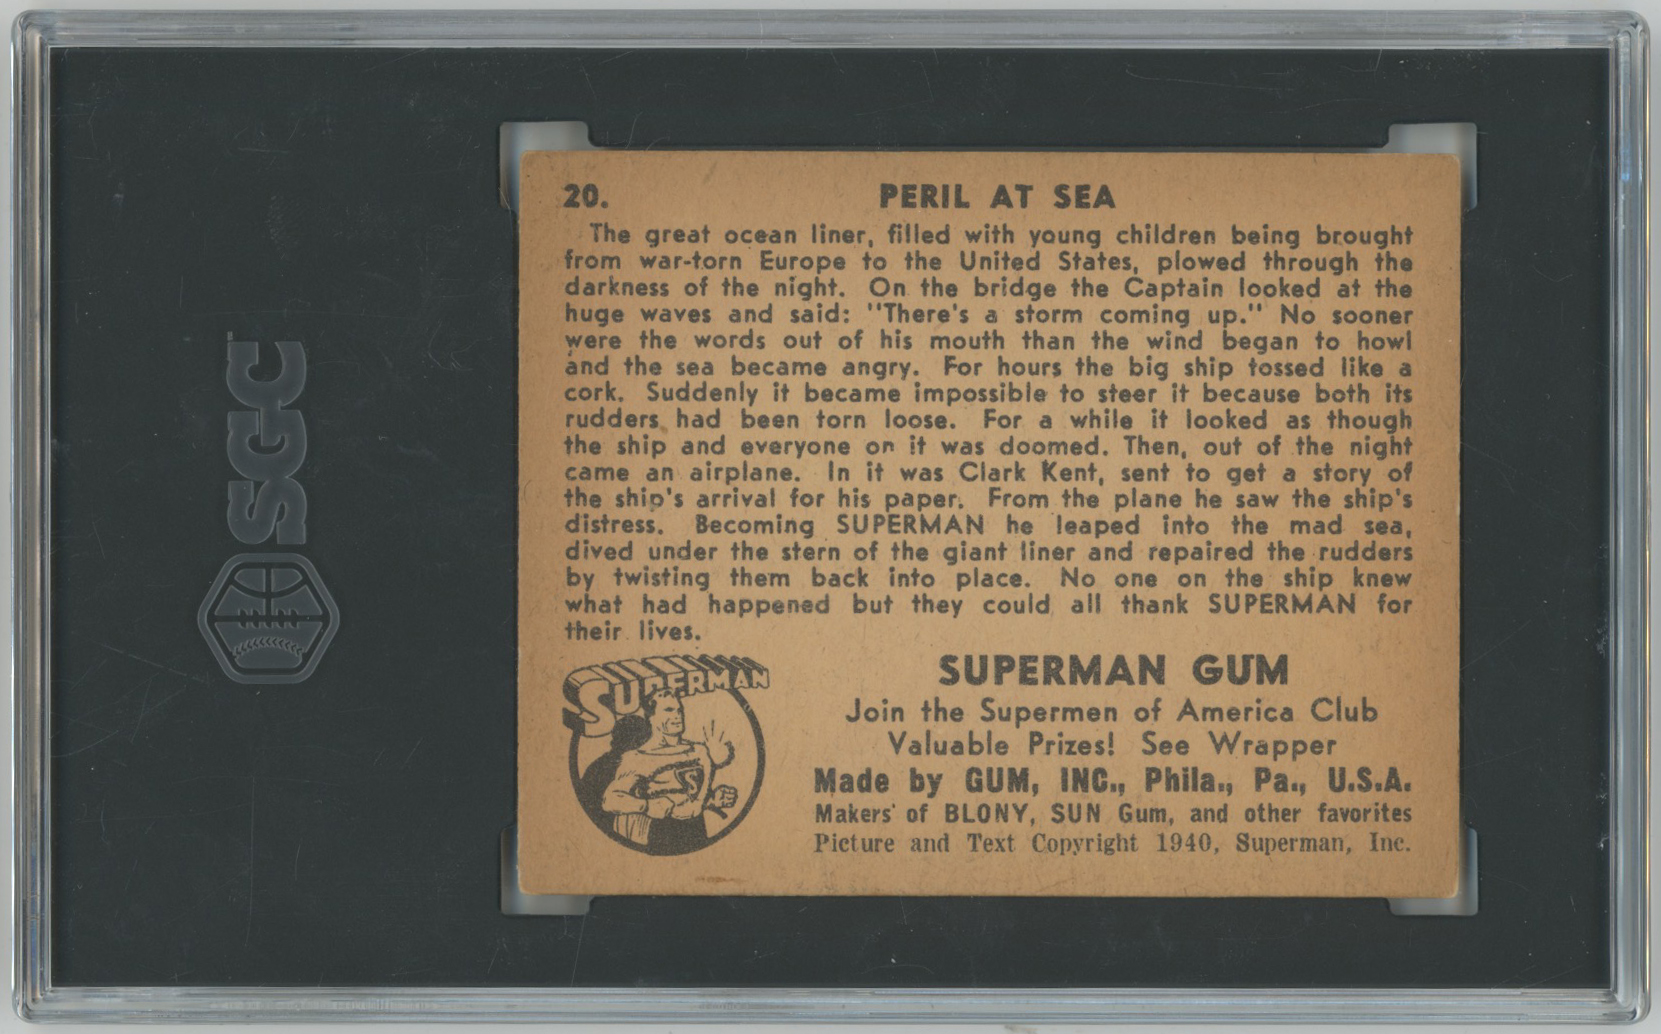 SGC
20. PERIL AT SEA
The great ocean liner, filled with young children being brought
from war-torn Europe to the United States, plowed through the
darkness of the night. On the bridge the Captain looked at the
huge waves and said: "There's a storm coming up." No sooner
were the words out of his mouth than the wind began to howl
and the sea became angry. For hours the big ship tossed like a
cork. Suddenly it became impossible to steer it because both its
rudders had been torn loose. For a while it looked as though
the ship and everyone on it was doomed. Then, out of the night
came an airplane. In it was Clark Kent, sent to get a story of
the ship's arrival for his paper. From the plane he saw the ship's
distress. Becoming SUPERMAN he leaped into the mad sea,
dived under the stern of the giant liner and repaired the rudders
by twisting them back into place. No one on the ship knew
what had happened but they could all thank SUPERMAN for
their lives.
SUPERMAN
S
SUPERMAN GUM
Join the Supermen of America Club
Valuable Prizes! See Wrapper
Made by GUM, INC., Phila., Pa., U.S.A.
Makers of BLONY, SUN Gum, and other favorites
Picture and Text Copyright 1940, Superman, Inc.